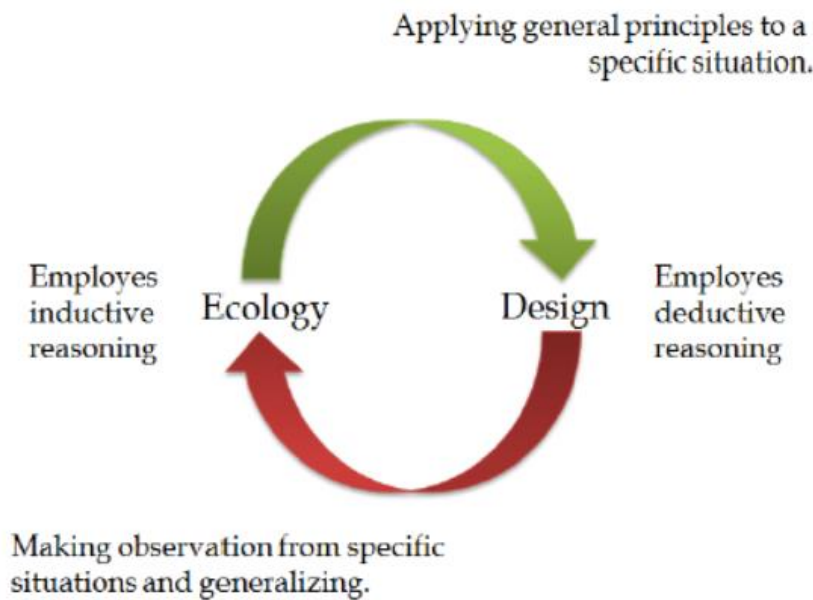 Applying general principles to a
specific situation.
Employes
inductive
reasoning
Ecology
Design
Employes
deductive
reasoning
Making observation from specific
situations and generalizing.